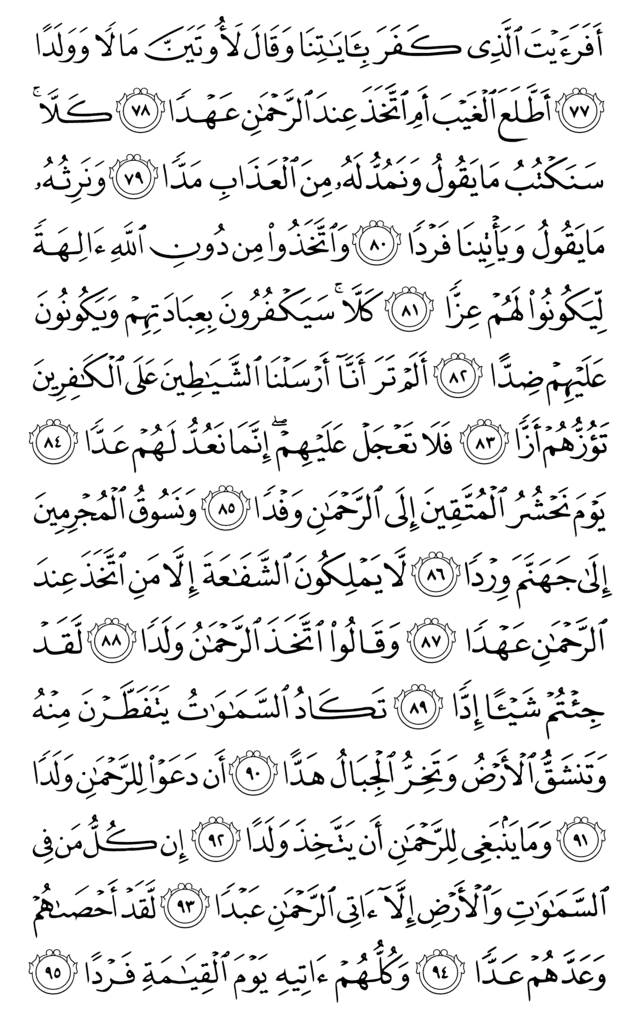 أَفَرَءَيْتَ ٱلَّذِى كَفَرَ بِـَٔايَـٰتِنَا وَقَالَ لَأُوتَيَنَّ مَالًا وَوَلَدًا
٧٧ أَطَّلَعَ ٱلْغَيْبَ أَمِ ٱتَّخَذَ عِندَ ٱلرَّحْمَـٰنِ عَهْدًا ٧٨ كَلَّا ۚ
سَنَكْتُبُ مَا يَقُولُ وَنَمُدُّ لَهُۥ مِنَ ٱلْعَذَابِ مَدًّا ٧٩ وَنَرِثُهُۥ
مَا يَقُولُ وَيَأْتِينَا فَرْدًا ٨٠ وَٱتَّخَذُوا۟ مِن دُونِ ٱللَّهِ ءَالِهَةً
لِّيَكُونُوا۟ لَهُمْ عِزًّا ٨١ كَلَّا ۚ سَيَكْفُرُونَ بِعِبَادَتِهِمْ وَيَكُونُونَ
عَلَيْهِمْ ضِدًّا ٨٢ أَلَمْ تَرَ أَنَّآ أَرْسَلْنَا ٱلشَّيَـٰطِينَ عَلَى ٱلْكَـٰفِرِينَ
تَؤُزُّهُمْ أَزًّا ٨٣ فَلَا تَعْجَلْ عَلَيْهِمْ ۖ إِنَّمَا نَعُدُّ لَهُمْ عَدًّا ٨٤
يَوْمَ نَحْشُرُ ٱلْمُتَّقِينَ إِلَى ٱلرَّحْمَـٰنِ وَفْدًا ٨٥ وَنَسُوقُ ٱلْمُجْرِمِينَ
إِلَىٰ جَهَنَّمَ وِرْدًا ٨٦ لَّا يَمْلِكُونَ ٱلشَّفَـٰعَةَ إِلَّا مَنِ ٱتَّخَذَ عِندَ
ٱلرَّحْمَـٰنِ عَهْدًا ٨٧ وَقَالُوا۟ ٱتَّخَذَ ٱلرَّحْمَـٰنُ وَلَدًا ٨٨ لَّقَدْ
جِئْتُمْ شَيْـًٔا إِدًّا ٨٩ تَكَادُ ٱلسَّمَـٰوَٰتُ يَتَفَطَّرْنَ مِنْهُ
وَتَنشَقُّ ٱلْأَرْضُ وَتَخِرُّ ٱلْجِبَالُ هَدًّا ٩٠ أَن دَعَوْا۟ لِلرَّحْمَـٰنِ وَلَدًا
٩١ وَمَا يَنۢبَغِى لِلرَّحْمَـٰنِ أَن يَتَّخِذَ وَلَدًا ٩٢ إِن كُلُّ مَن فِى
ٱلسَّمَـٰوَٰتِ وَٱلْأَرْضِ إِلَّآ ءَاتِى ٱلرَّحْمَـٰنِ عَبْدًا ٩٣ لَّقَدْ أَحْصَىٰهُمْ
وَعَدَّهُمْ عَدًّا ٩٤ وَكُلُّهُمْ ءَاتِيهِ يَوْمَ ٱلْقِيَـٰمَةِ فَرْدًا ٩٥